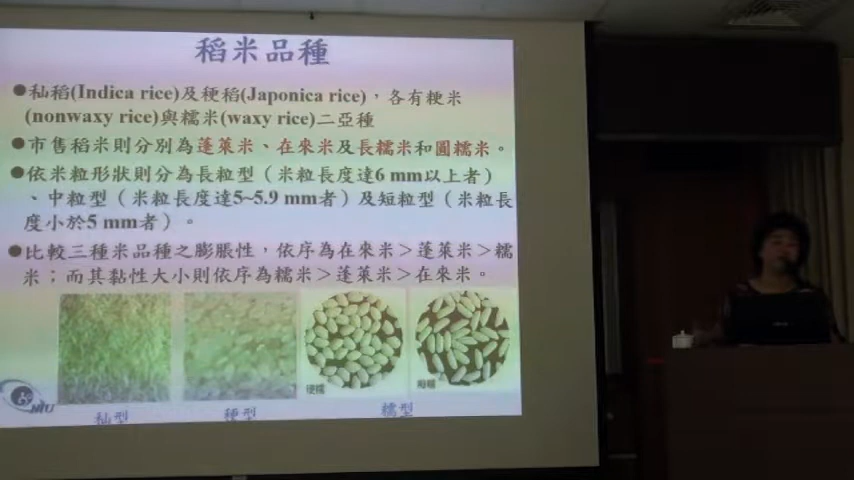 稻米品種
●秈稻(Indica rice)及稉稻(Japonica rice)，各有粳米
(nonwaxy rice)與糯米(waxy rice)二亞種
●市售稻米則分別為蓬萊米、在來米及長糯米和圓糯米。
●依米粒形狀則分為長粒型（米粒長度達6 mm以上者）
、中粒型（米粒長度達5~5.9 mm者）及短粒型（米粒長
度小於5 mm者）。
●比較三種米品種之膨脹性，依序為在來米＞蓬萊米＞糯
米；而其黏性大小則依序為糯米＞蓬萊米＞在來米。
稉糯
秈糯
NIU
秈型
稉型
糯型